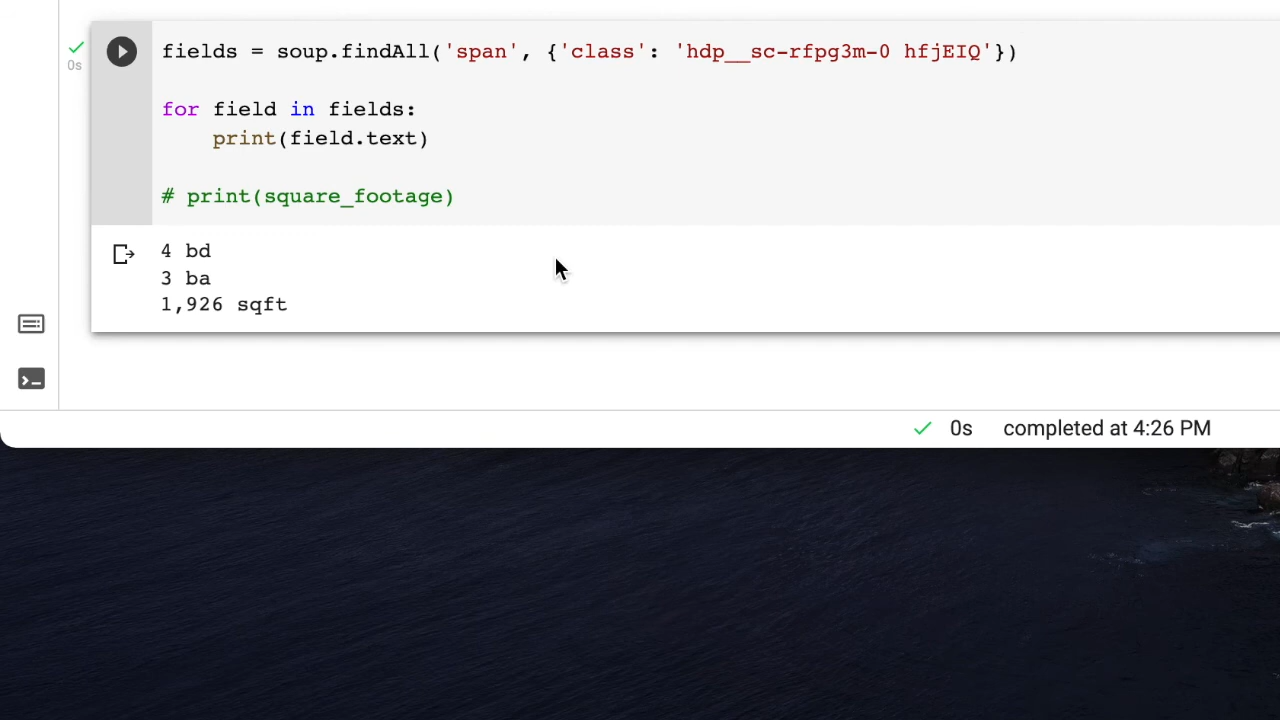 fields = soup.findAll('span', {'class': 'hdp__sc-rfpg3m-0 hfjEIQ'})
0s
for field in fields:
    print(field.text)
# print(square_footage)
4 bd
3 ba
1,926 sqft
0s completed at 4:26 PM